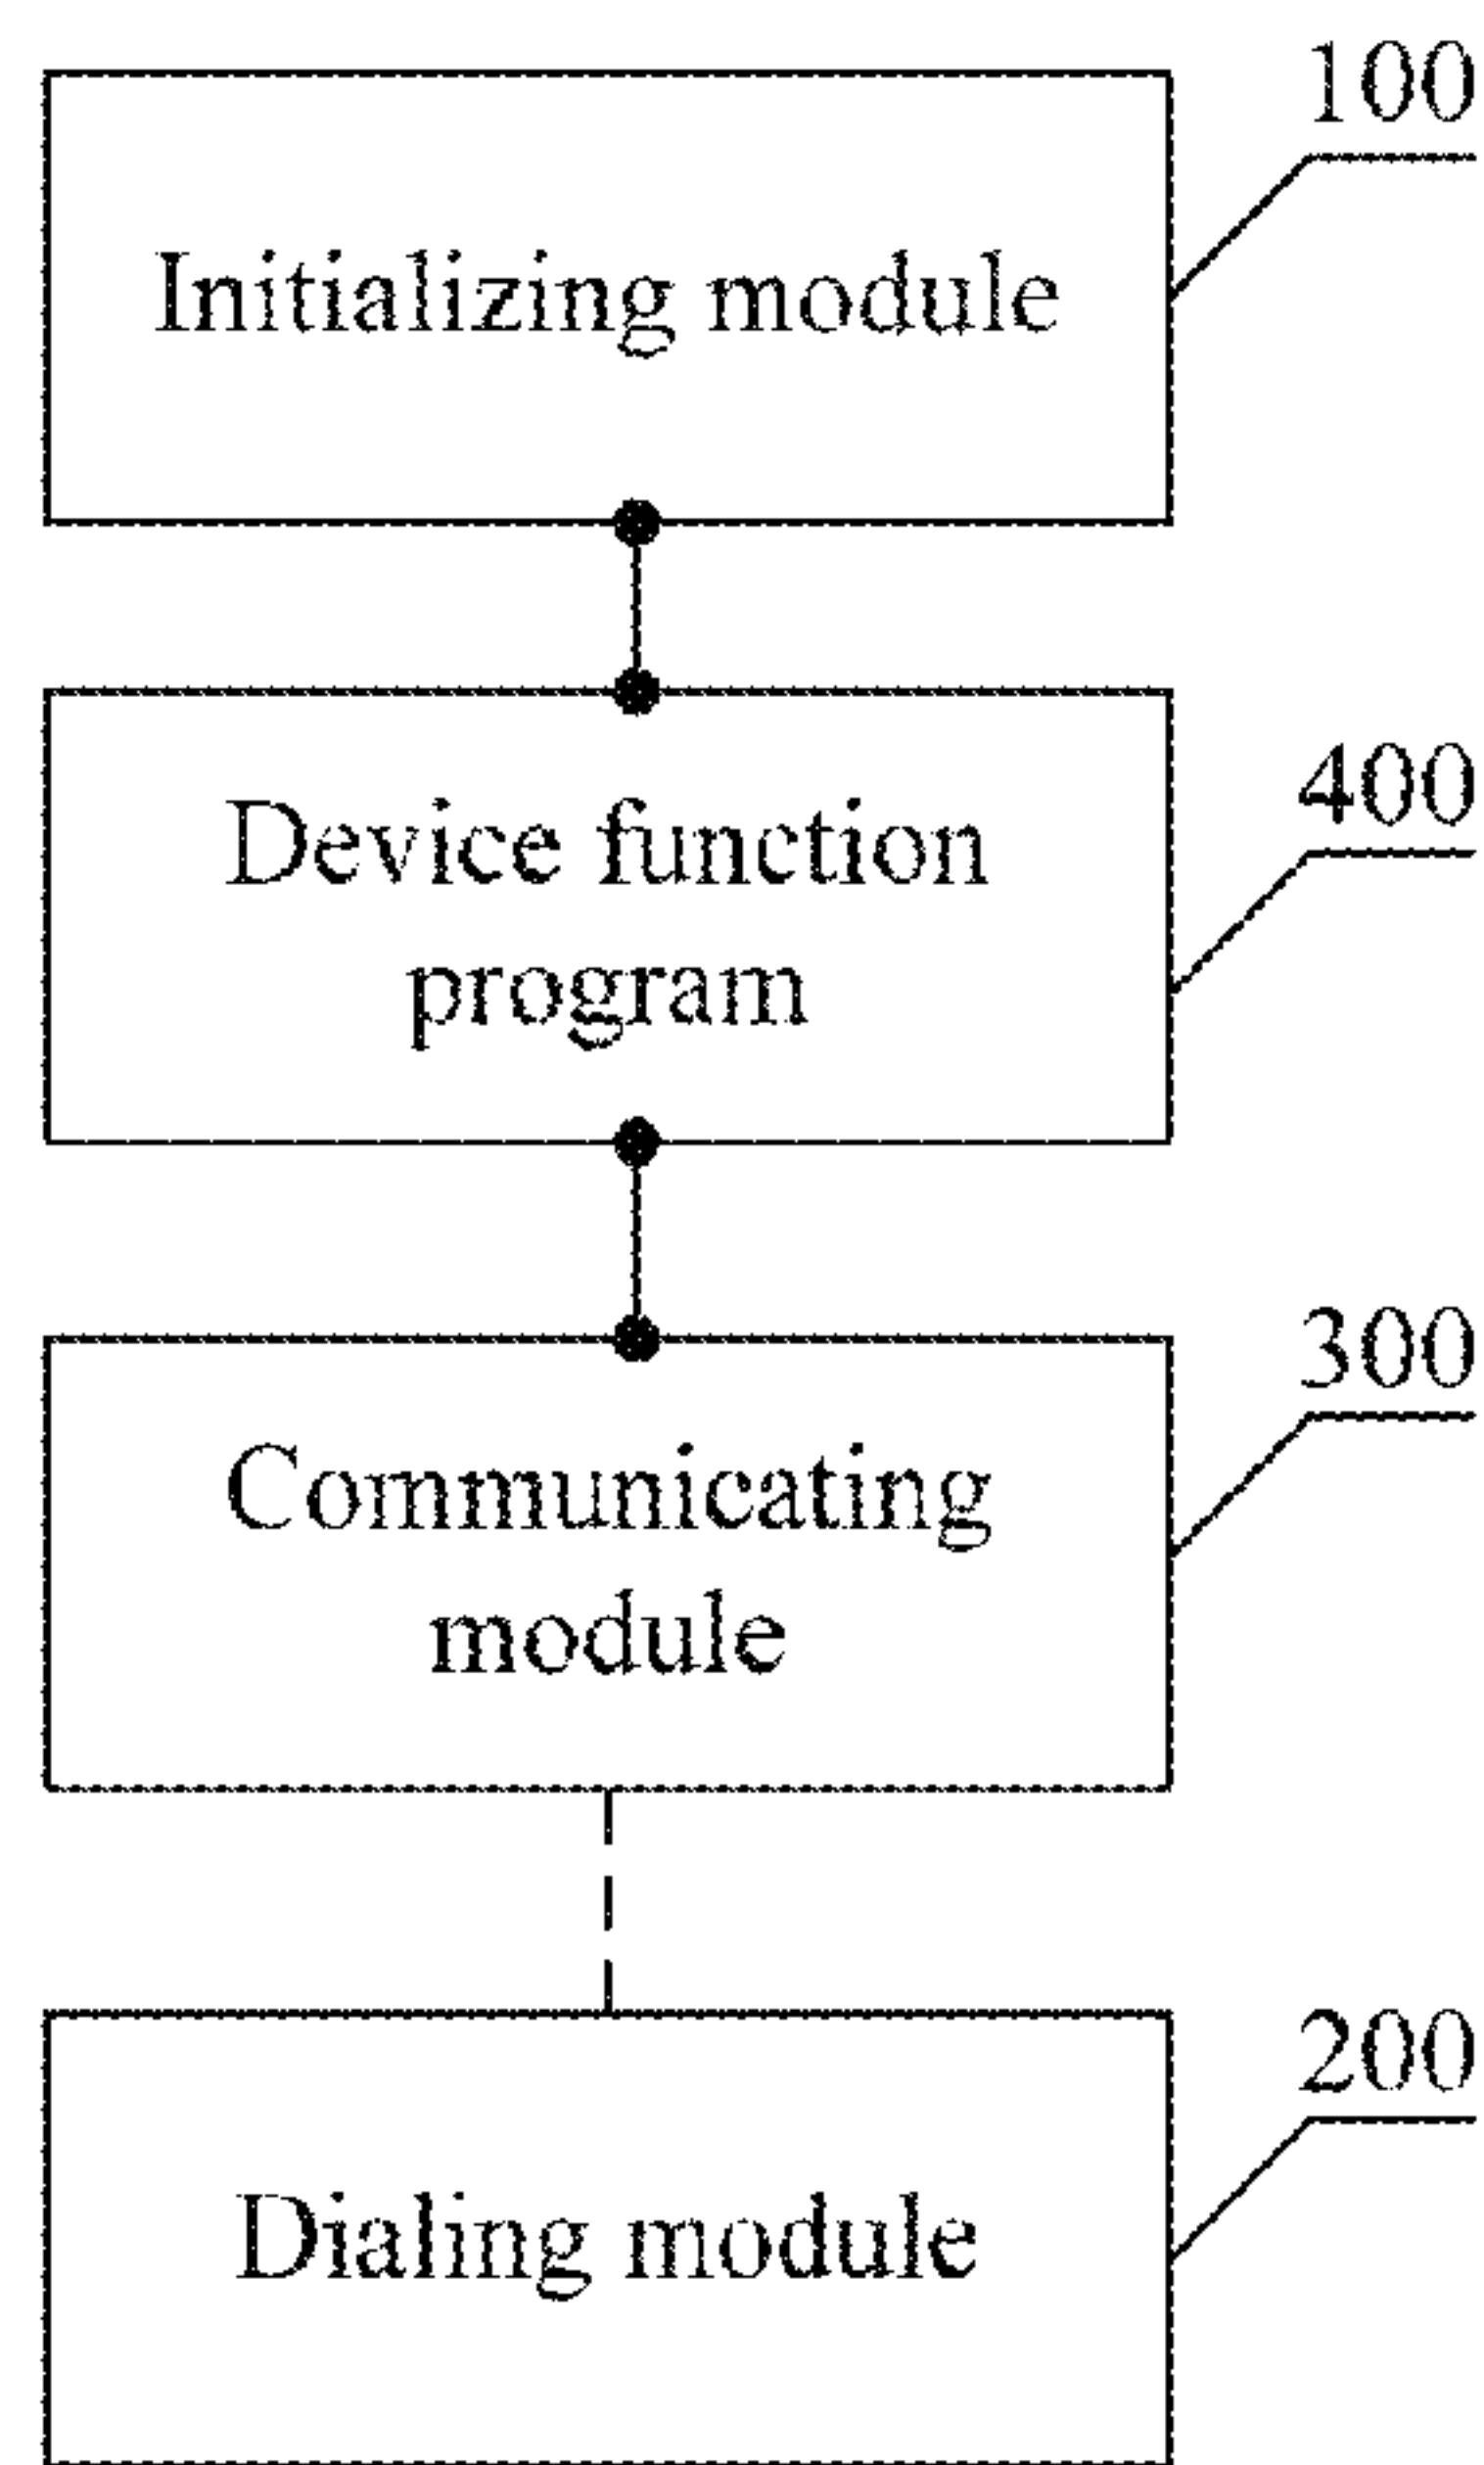 100
Initializing module
400
Device function
program
300
Communicating
module
200
Dialing module